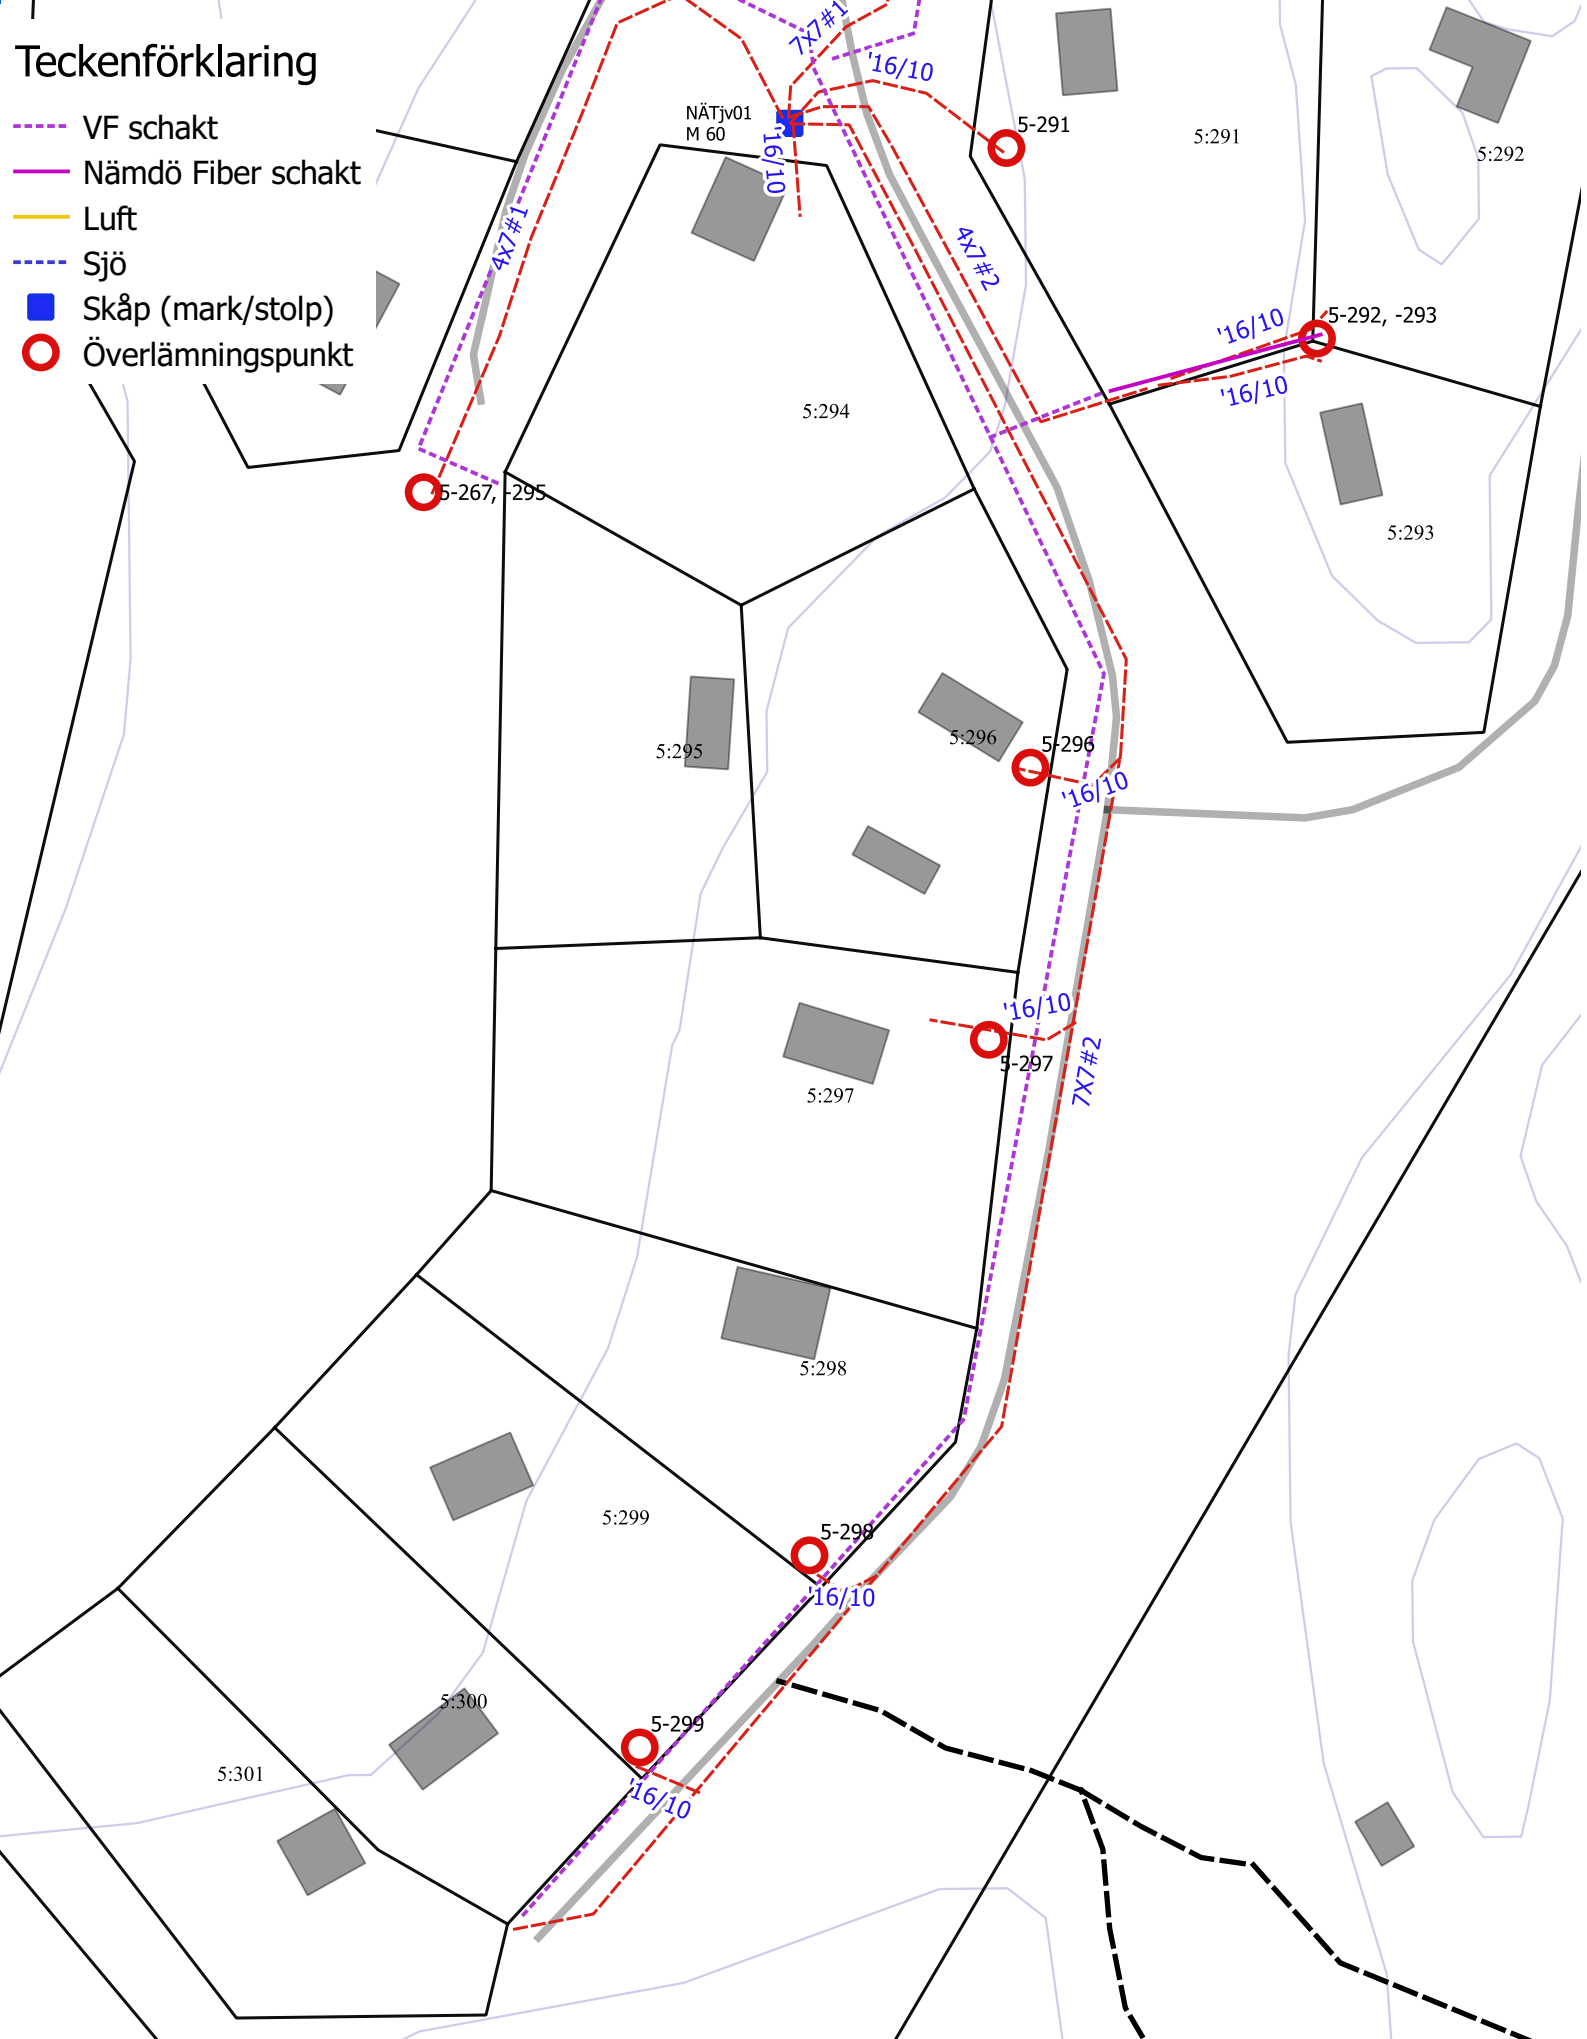 Teckenförklaring
VF schakt
Nämdö Fiber schakt
Luft
Sjö
Skåp (mark/stolp)
Överlämningspunkt
7x7#1
'16/10
NÄTjv01
M 60
'16/10
5-291
5:291
5:292
4x7#1
4x7#2
'16/10
5-292, -293
'16/10
5:294
5-267, -295
5:293
5:295
5:296
5-296
'16/10
'16/10
5-297
7X7#2
5:297
5:298
5:299
5-298
'16/10
5:300
5-299
5:301
'16/10